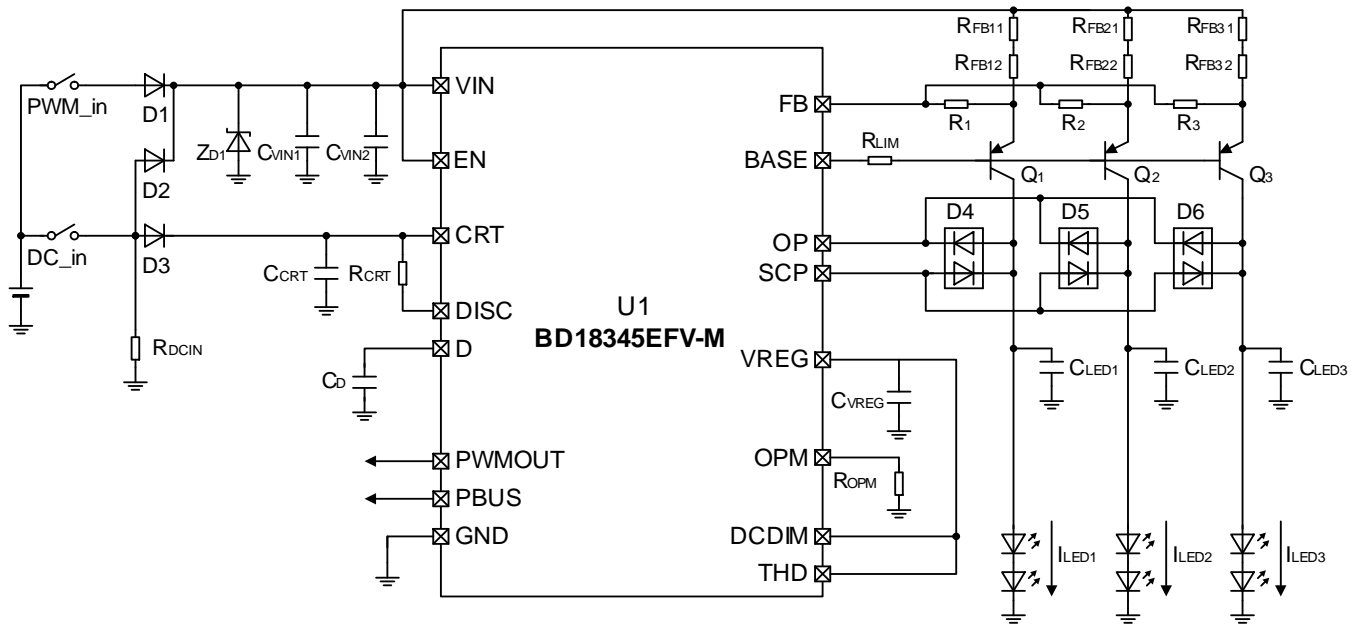 RFB11
RFB21
RFB31
RFB12
RFB22
RFB32
PWM_in
D1
VIN
FB
R1
R2
R3
ZD1
CVIN1
CVIN2
RLIM
D2
EN
BASE
Q1
Q2
Q3
DC_in
D3
CRT
D4
D5
D6
OP
CCRT
RCRT
SCP
U1
BD18345EFV-M
DISC
RDCIN
D
VREG
CLED1
CLED2
CLED3
CD
CVREG
PWMOUT
OPM
ROPM
PBUS
GND
DCDIM
THD
ILED1
ILED2
ILED3